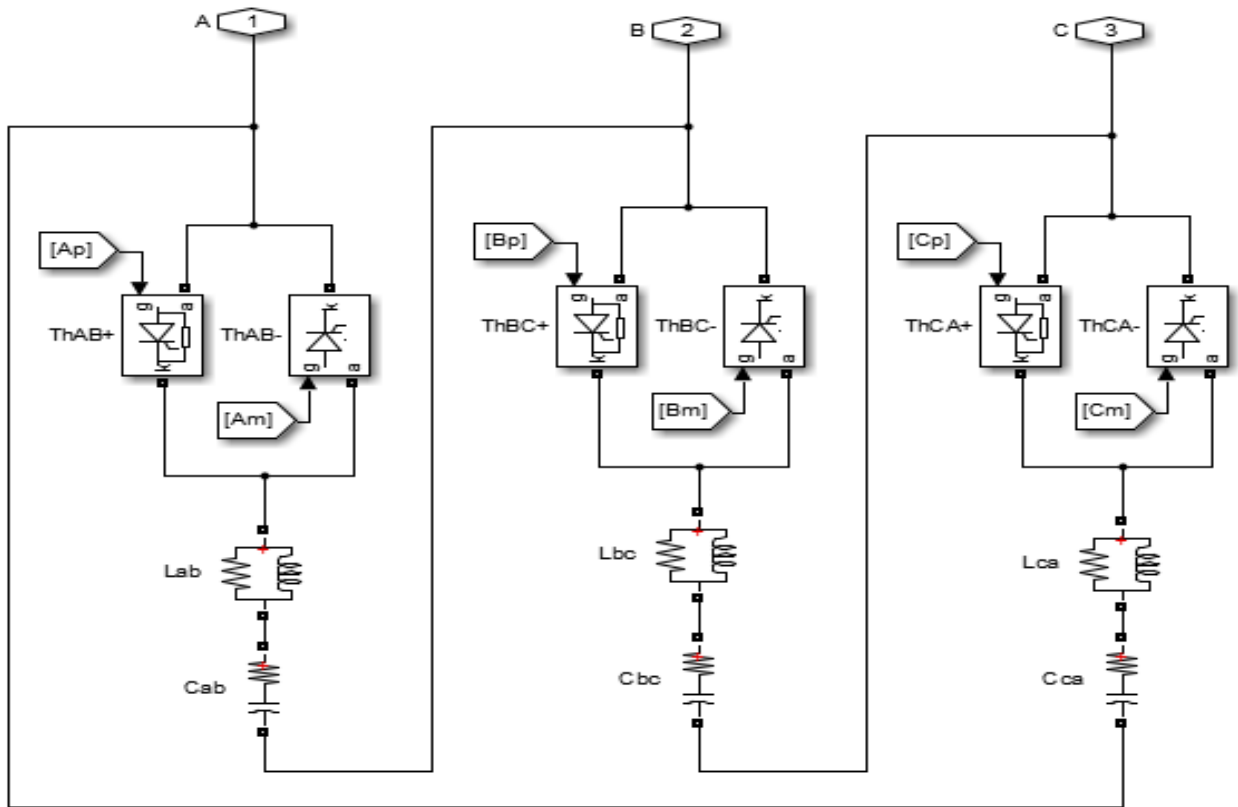 A 1
B 2
C 3
[Ap]
[Bp]
[Cp]
g a
k
g a
k
g a
k
ThAB+
ThAB-
ThBC+
ThBC-
ThCA+
ThCA-
k
g a
k
g a
k
g a
[Am]
[Bm]
[Cm]
Lab
Lbc
Lca
Cab
Cbc
Cca